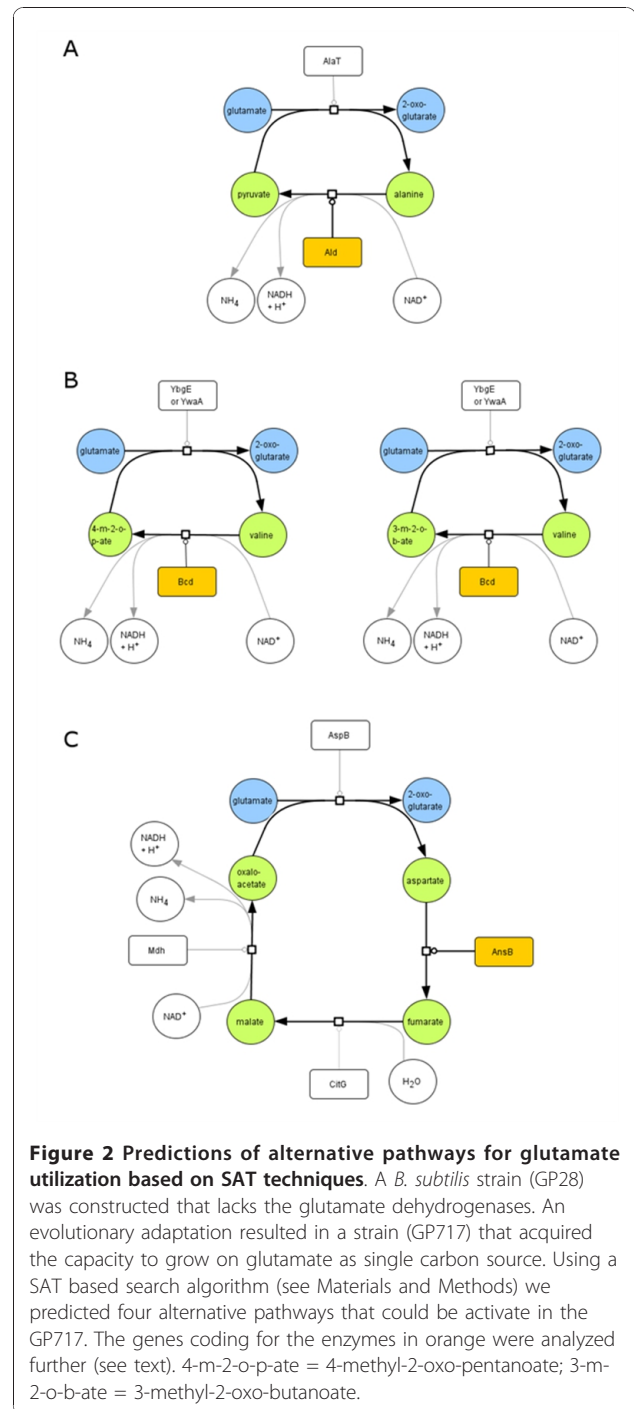 A
AlaT
glutamate
2-oxo-
glutarate
pyruvate
alanine
Ald
NH4
NADH
+ H+
NAD+
B
YbgE
or YwaA
glutamate
2-oxo-
glutarate
4-m-2-o-
p-ate
valine
Bcd
NH4
NADH
+ H+
NAD+
YbgE
or YwaA
glutamate
2-oxo-
glutarate
3-m-2-o-
b-ate
valine
Bcd
NH4
NADH
+ H+
NAD+
C
AspB
glutamate
2-oxo-
glutarate
NADH
+ H+
oxalo-
acetate
aspartate
NH4
Mdh
AnsB
NAD+
malate
fumarate
CitG
H2O
Figure 2 Predictions of alternative pathways for glutamate
utilization based on SAT techniques. A B. subtilis strain (GP28)
was constructed that lacks the glutamate dehydrogenases. An
evolutionary adaptation resulted in a strain (GP717) that acquired
the capacity to grow on glutamate as single carbon source. Using a
SAT based search algorithm (see Materials and Methods) we
predicted four alternative pathways that could be activate in the
GP717. The genes coding for the enzymes in orange were analyzed
further (see text). 4-m-2-o-p-ate = 4-methyl-2-oxo-pentanoate; 3-m-
2-o-b-ate = 3-methyl-2-oxo-butanoate.